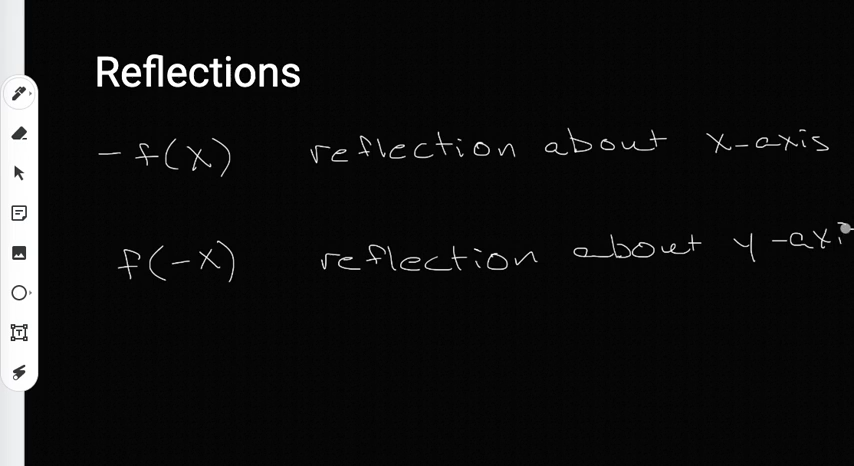 Reflections
-f(x) reflection about x-axis
f(-x) reflection about y-axi